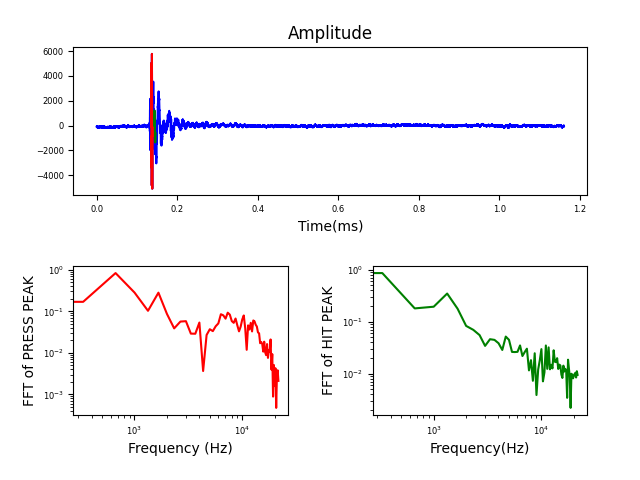 Amplitude
6000
4000
2000
0
−2000
−4000
0.0 0.2 0.4 0.6 0.8 1.0 1.2
Time(ms)
FFT of PRESS PEAK
10⁰
10⁻¹
10⁻²
10⁻³
10³ 10⁴
Frequency (Hz)
FFT of HIT PEAK
10⁰
10⁻¹
10⁻²
10³ 10⁴
Frequency(Hz)